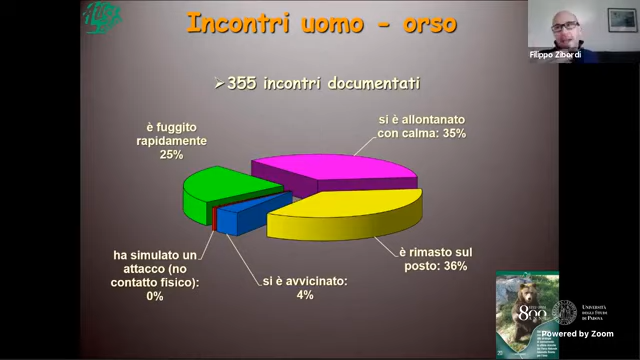 Incontri uomo - orso
Filippo Zibordi
355 incontri documentati
è fuggito
rapidamente
25%
si è allontanato
con calma: 35%
ha simulato un
attacco (no
contatto fisico):
0%
si è avvicinato:
4%
è rimasto sul
posto: 36%
800
UNIVERSITÀ
DEGLI STUDI
DI PADOVA
Powered by Zoom